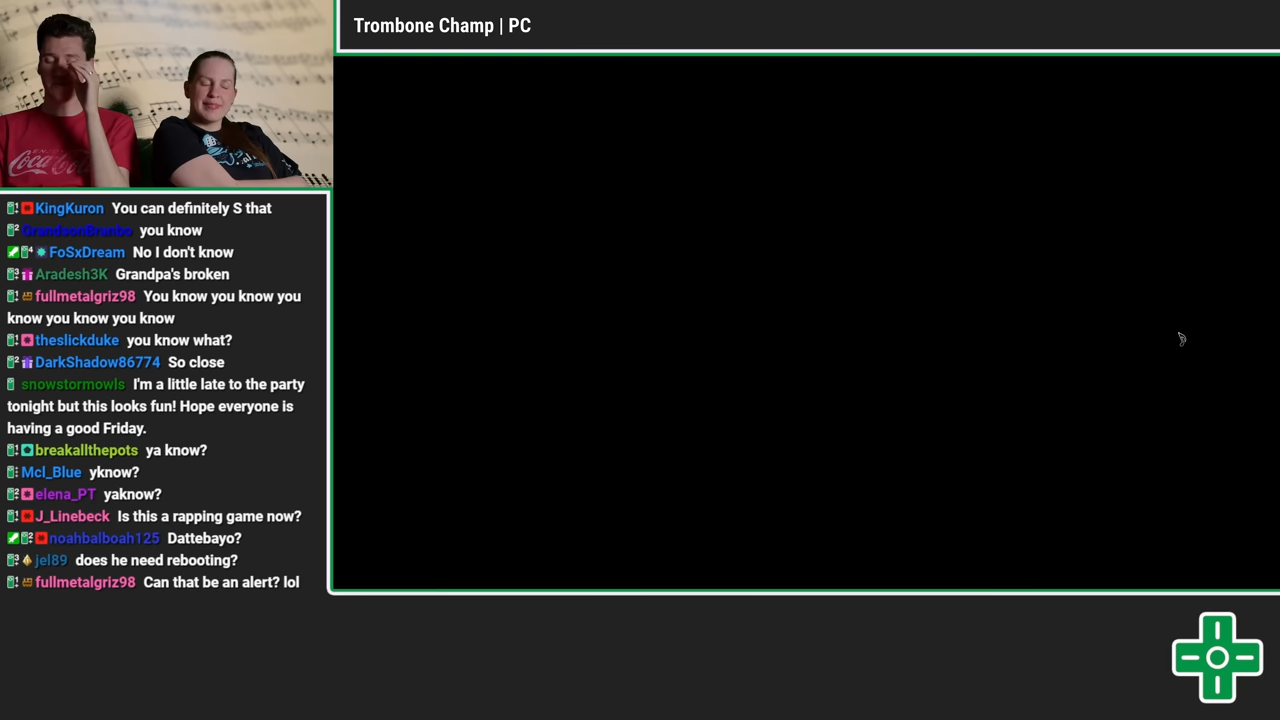 Trombone Champ | PC
ENJOY
Coca-Cola
KingKuron You can definitely S that
GrandsonBranbo you know
FoSxDream No I don't know
Aradesh3K Grandpa's broken
fullmetalgriz98 You know you know you
know you know you know
theslickduke you know what?
DarkShadow86774 So close
snowstormowls I'm a little late to the party
tonight but this looks fun! Hope everyone is
having a good Friday.
breakallthepots ya know?
Mcl_Blue yknow?
elena_PT yaknow?
J_Linebeck Is this a rapping game now?
noahbalboah125 Dattebayo?
jel89 does he need rebooting?
fullmetalgriz98 Can that be an alert? lol